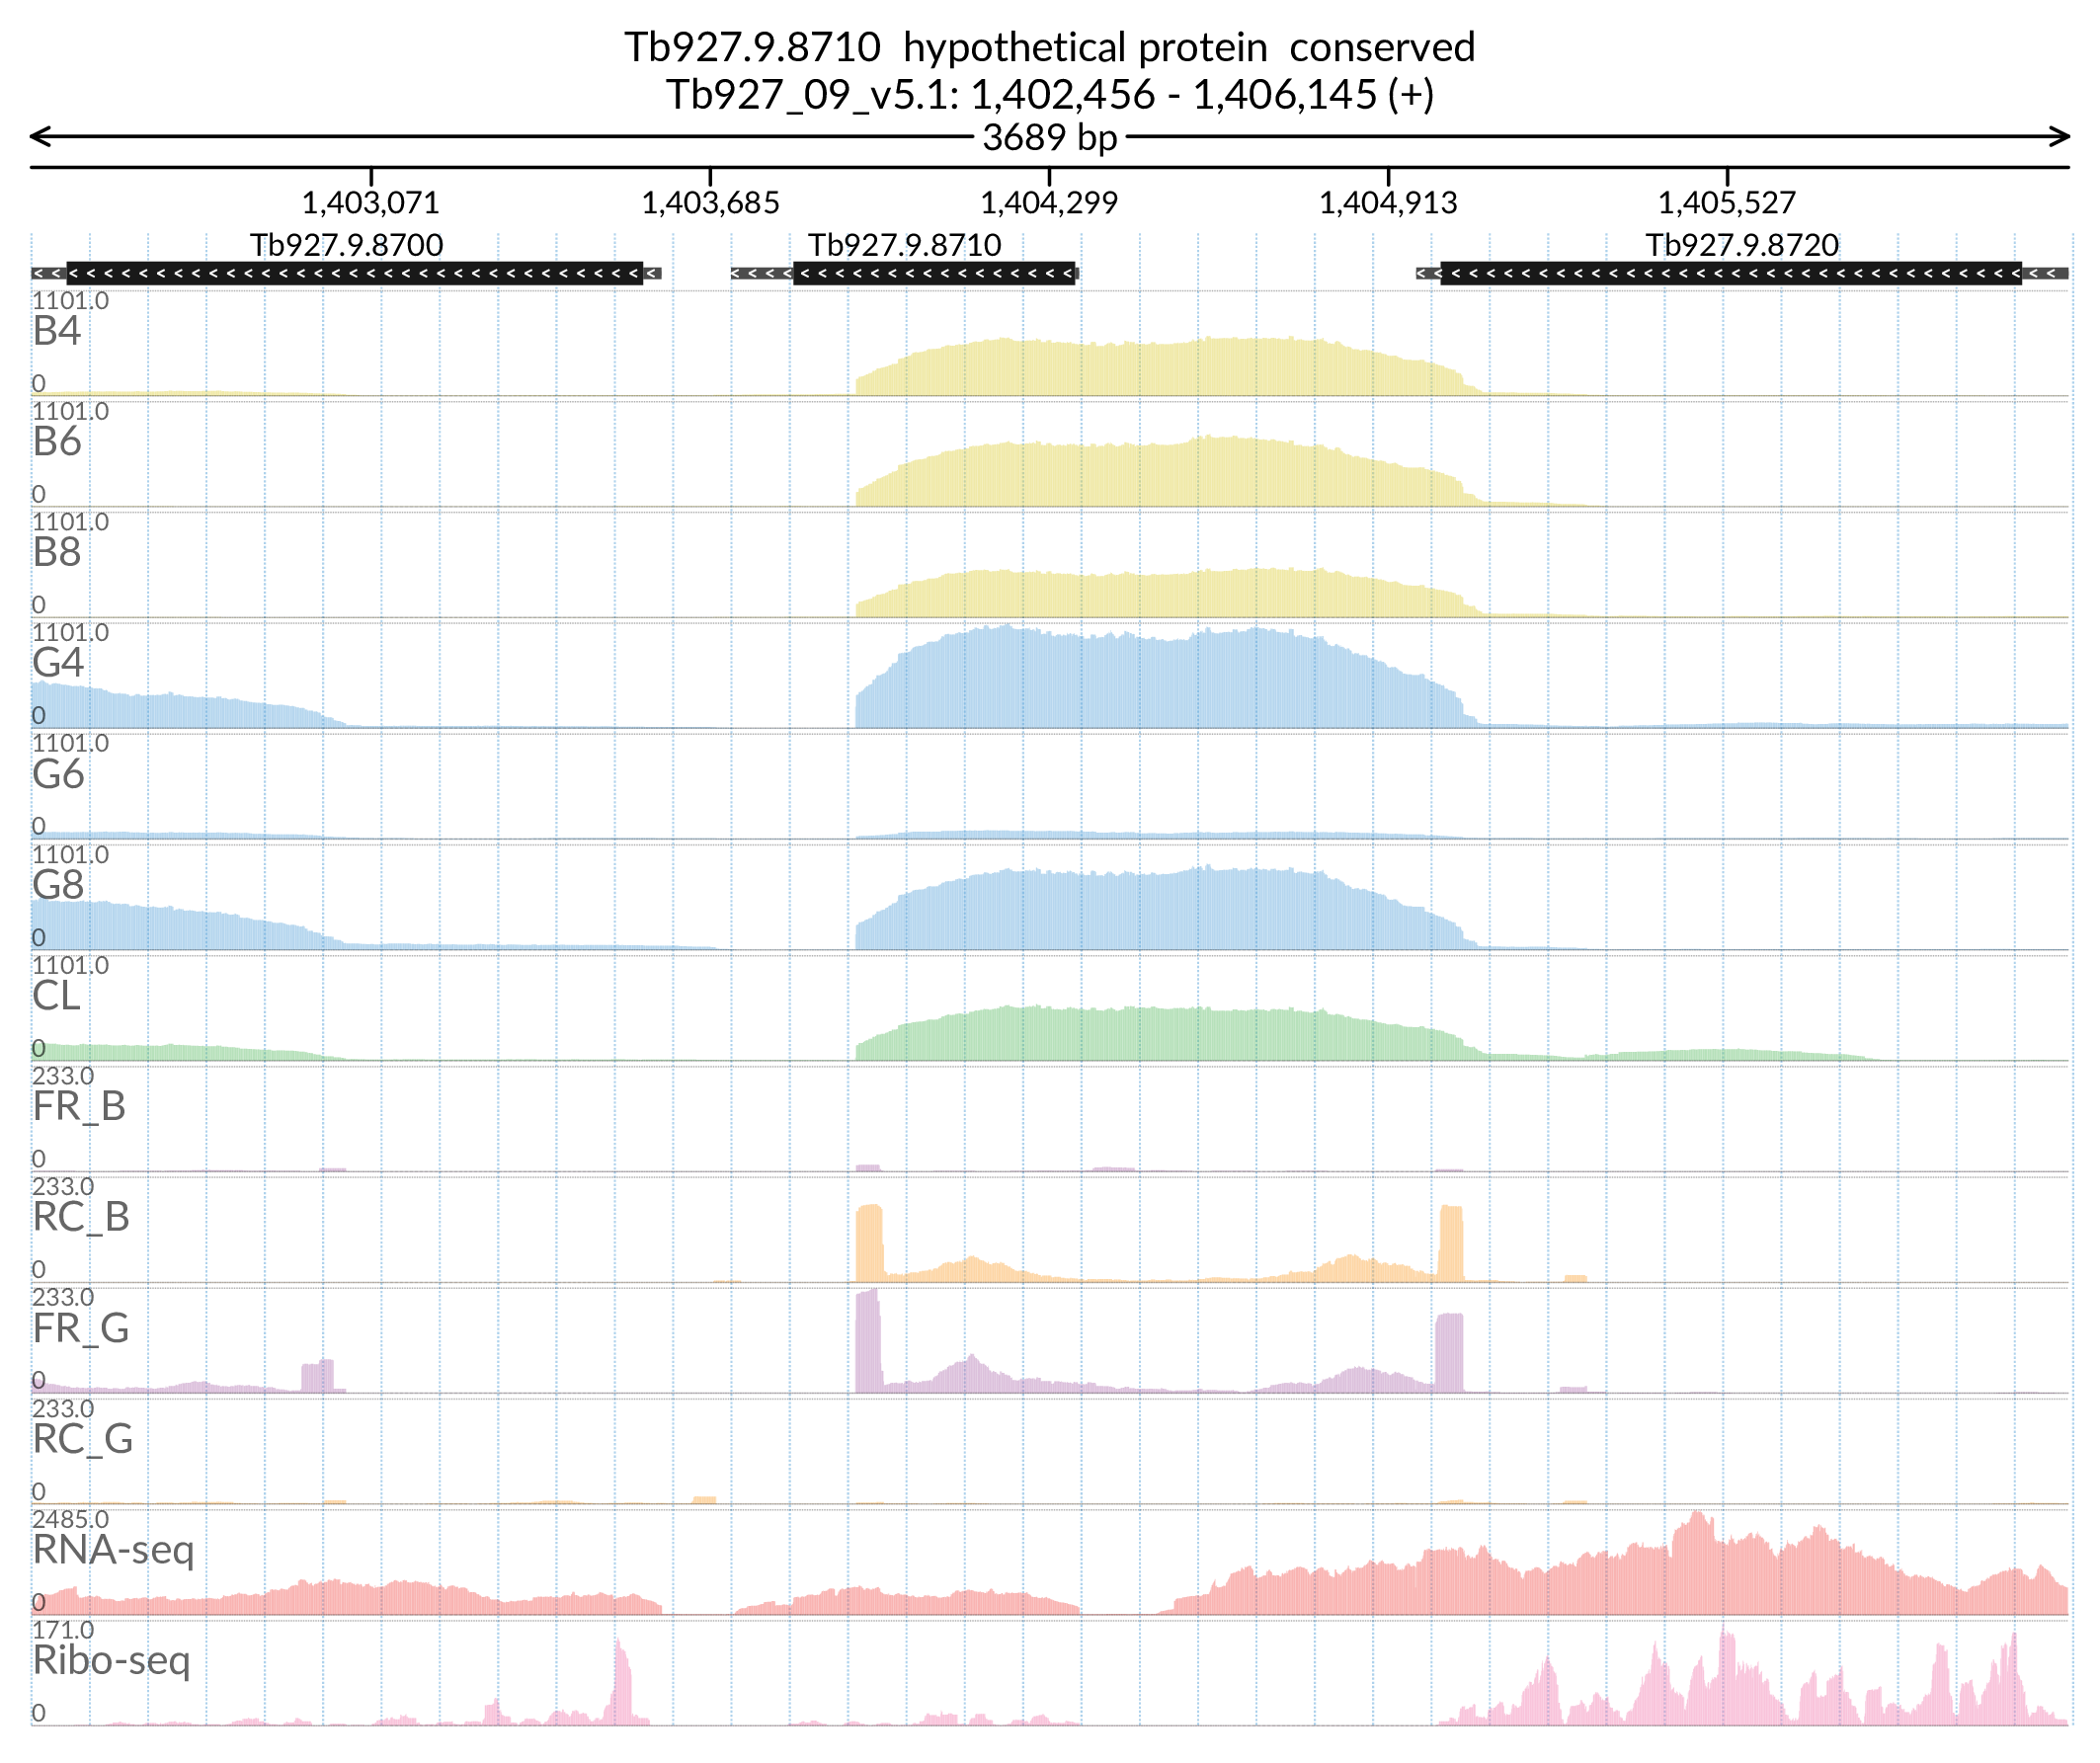 Tb927.9.8710 hypothetical protein conserved
Tb927_09_v5.1: 1,402,456 - 1,406,145 (+)
3689 bp
1,403,071 1,403,685 1,404,299 1,404,913 1,405,527
Tb927.9.8700 Tb927.9.8710 Tb927.9.8720
1101.0
B4
0
1101.0
B6
0
1101.0
B8
0
1101.0
G4
0
1101.0
G6
0
1101.0
G8
0
1101.0
CL
0
233.0
FR_B
0
233.0
RC_B
0
233.0
FR_G
0
233.0
RC_G
0
2485.0
RNA-seq
0
171.0
Ribo-seq
0